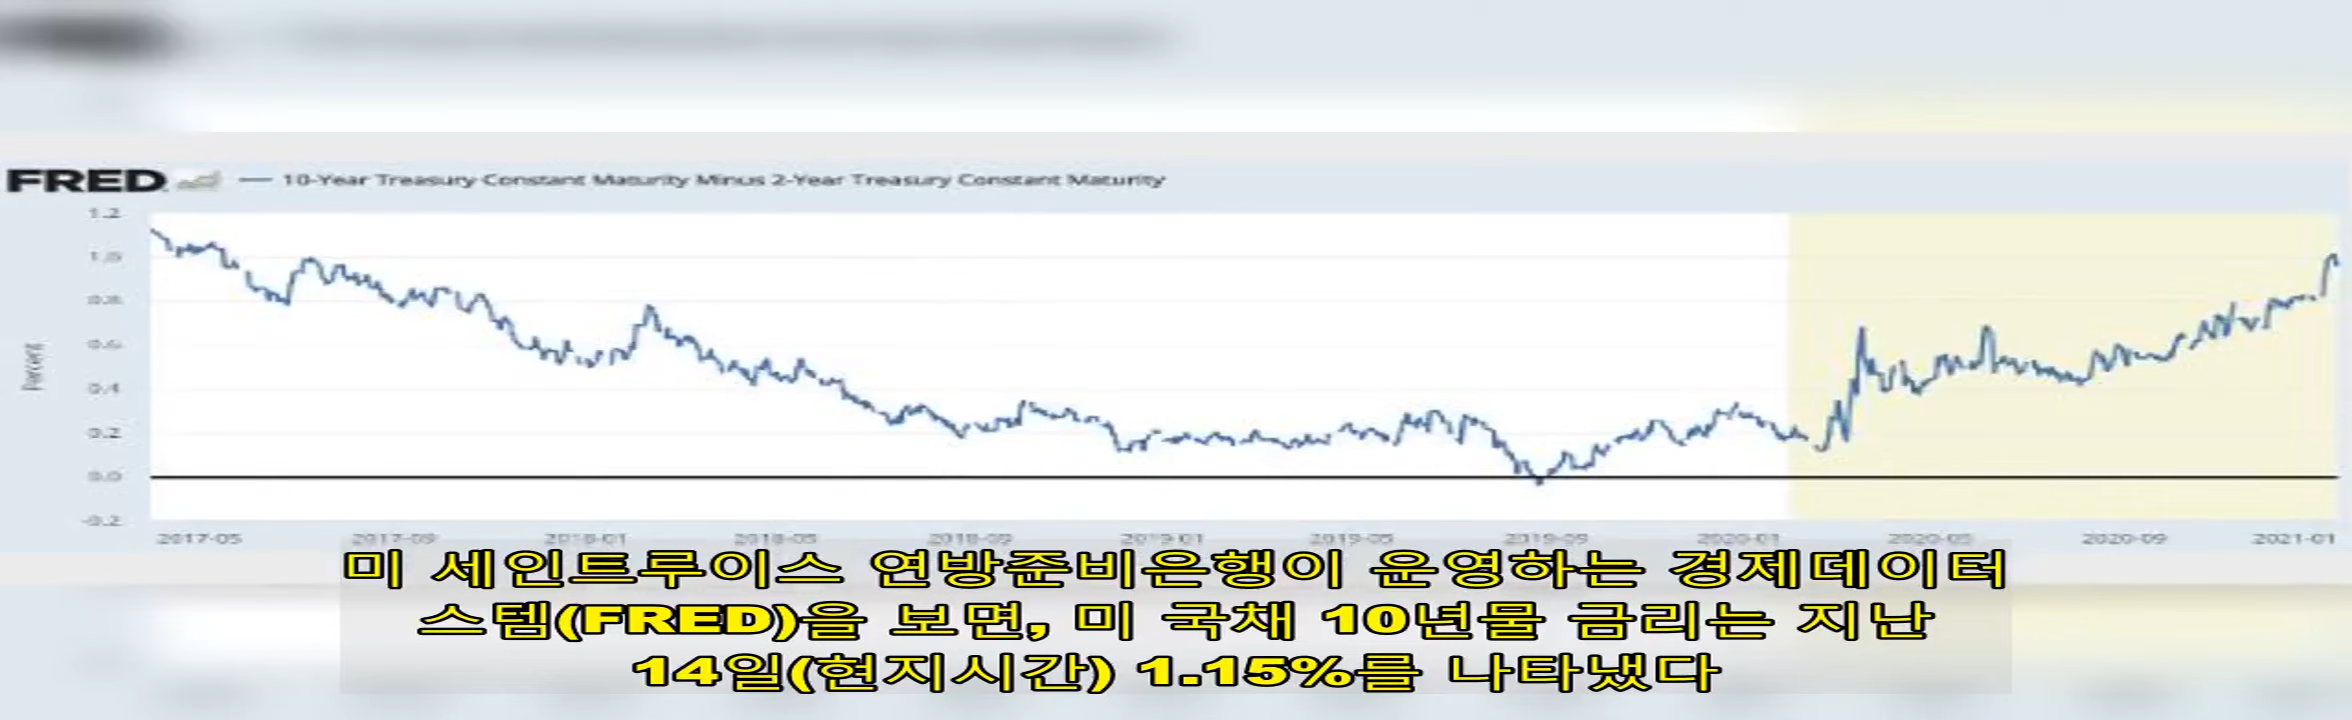 FRED — 10-Year Treasury Constant Maturity Minus 2-Year Treasury Constant Maturity
1.2
1.0
0.8
0.6
0.4
0.2
0.0
-0.2
Percent
2017-05 2017-09 2018-01 2018-05 2018-09 2019-01 2019-05 2019-09 2020-01 2020-05 2020-09 2021-01
미 세인트루이스 연방준비은행이 운영하는 경제데이터
스템(FRED)을 보면, 미 국채 10년물 금리는 지난
14일(현지시간) 1.15%를 나타냈다